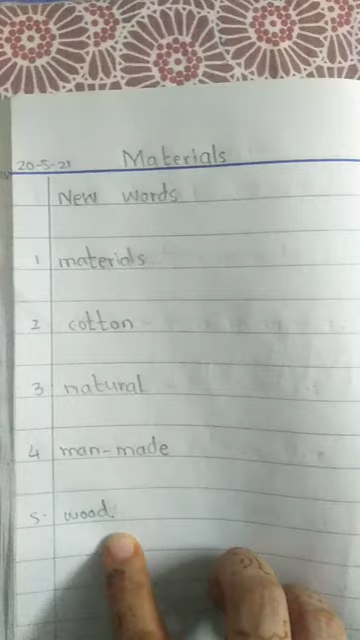 20-5-21 Materials
New words
1 materials
2 cotton
3 natural
4 man-made
5- wood